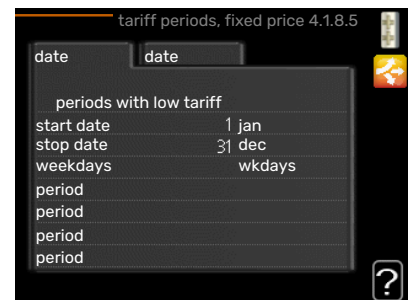 tariff periods, fixed price 4.1.8.5
date date
periods with low tariff
start date 1 jan
stop date 31 dec
weekdays wkdays
period
period
period
period
?